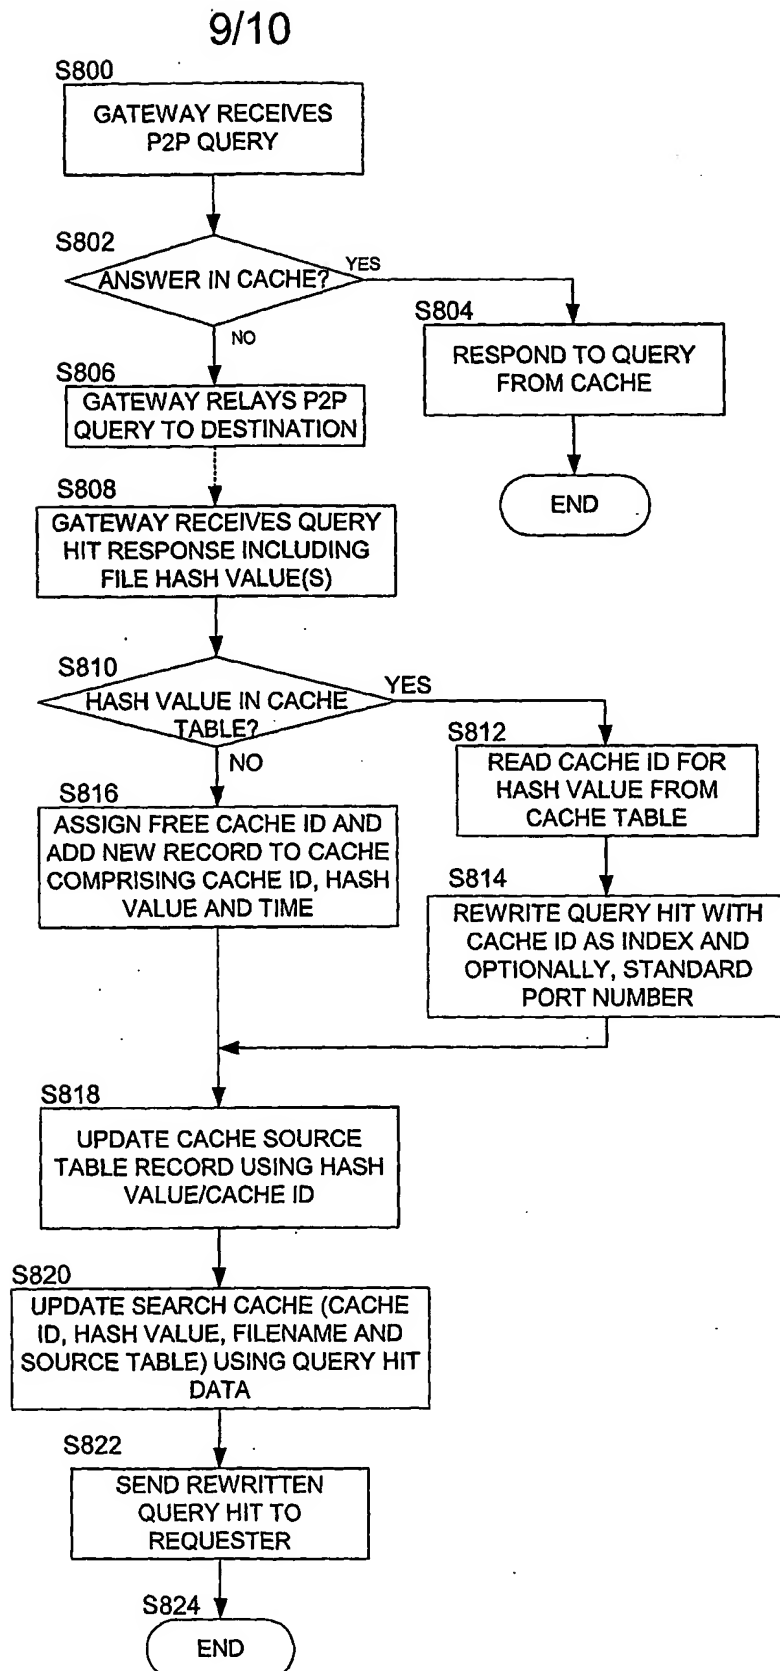 9/10
S800
GATEWAY RECEIVES
P2P QUERY
S802
ANSWER IN CACHE?
YES
NO
S804
RESPOND TO QUERY
FROM CACHE
END
S806
GATEWAY RELAYS P2P
QUERY TO DESTINATION
S808
GATEWAY RECEIVES QUERY
HIT RESPONSE INCLUDING
FILE HASH VALUE(S)
S810
HASH VALUE IN CACHE
TABLE?
YES
NO
S812
READ CACHE ID FOR
HASH VALUE FROM
CACHE TABLE
S814
REWRITE QUERY HIT WITH
CACHE ID AS INDEX AND
OPTIONALLY, STANDARD
PORT NUMBER
S816
ASSIGN FREE CACHE ID AND
ADD NEW RECORD TO CACHE
COMPRISING CACHE ID, HASH
VALUE AND TIME
S818
UPDATE CACHE SOURCE
TABLE RECORD USING HASH
VALUE/CACHE ID
S820
UPDATE SEARCH CACHE (CACHE
ID, HASH VALUE, FILENAME AND
SOURCE TABLE) USING QUERY HIT
DATA
S822
SEND REWRITTEN
QUERY HIT TO
REQUESTER
S824
END